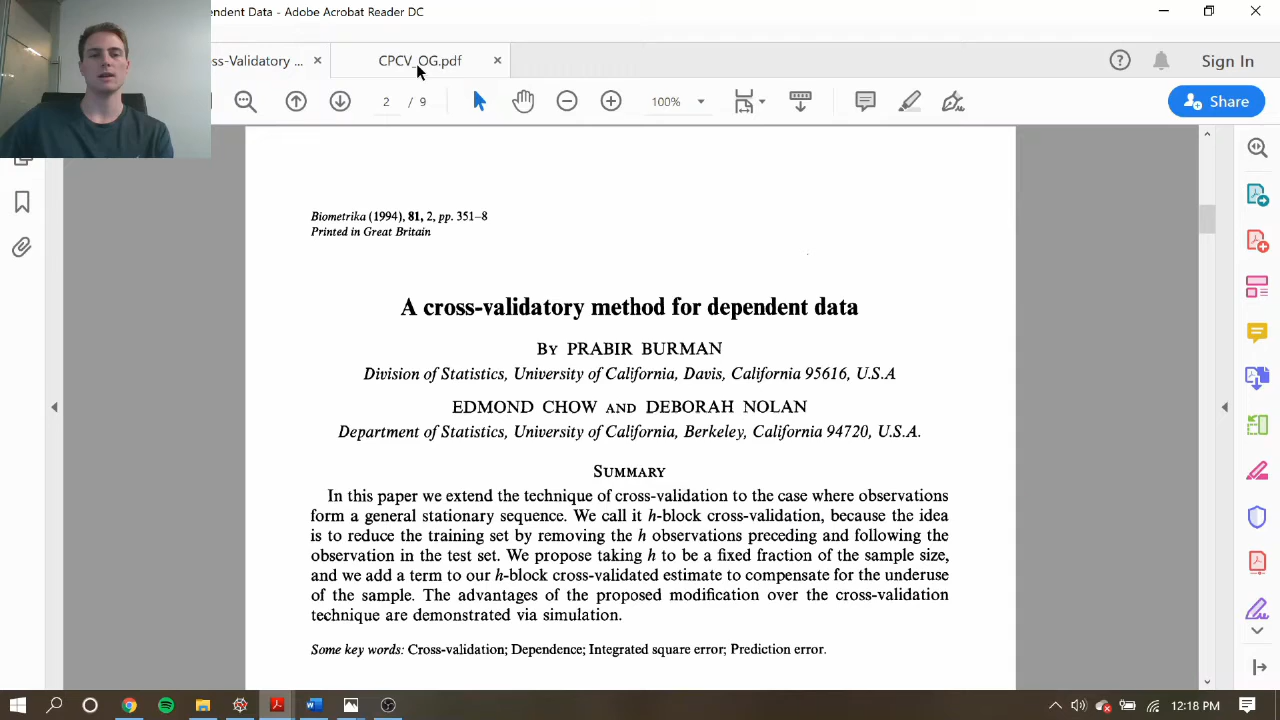 ndent Data - Adobe Acrobat Reader DC
ss-Validatory ...
CPCV_OG.pdf
Sign In
2 / 9
100%
Share
Biometrika (1994), 81, 2, pp. 351–8
Printed in Great Britain
A cross-validatory method for dependent data
BY PRABIR BURMAN
Division of Statistics, University of California, Davis, California 95616, U.S.A
EDMOND CHOW AND DEBORAH NOLAN
Department of Statistics, University of California, Berkeley, California 94720, U.S.A.
SUMMARY
In this paper we extend the technique of cross-validation to the case where observations
form a general stationary sequence. We call it h-block cross-validation, because the idea
is to reduce the training set by removing the h observations preceding and following the
observation in the test set. We propose taking h to be a fixed fraction of the sample size,
and we add a term to our h-block cross-validated estimate to compensate for the underuse
of the sample. The advantages of the proposed modification over the cross-validation
technique are demonstrated via simulation.
Some key words: Cross-validation; Dependence; Integrated square error; Prediction error.
12:18 PM